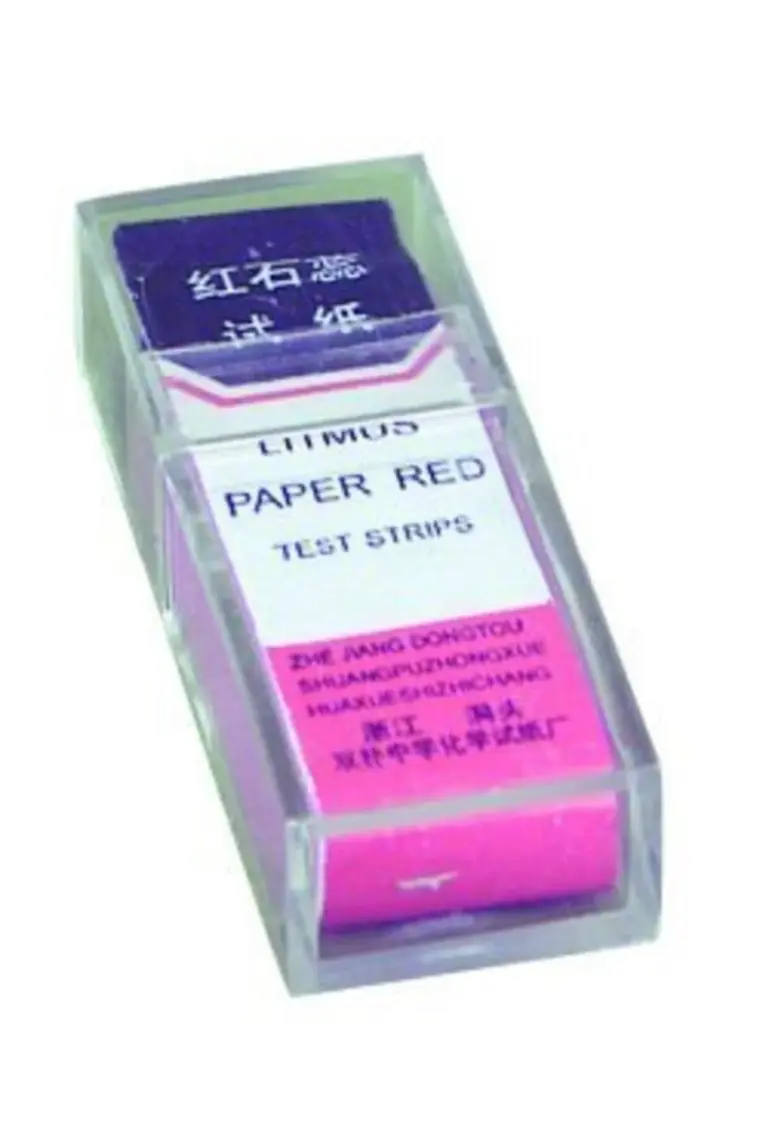 红石蕊
试纸
LITMUS
PAPER RED
TEST STRIPS
ZHE JIANG DONGTOU
SHUANGPUZHONGXUE
HUAXUESHIZHICHANG
浙江 洞头
双朴中学化学试纸厂